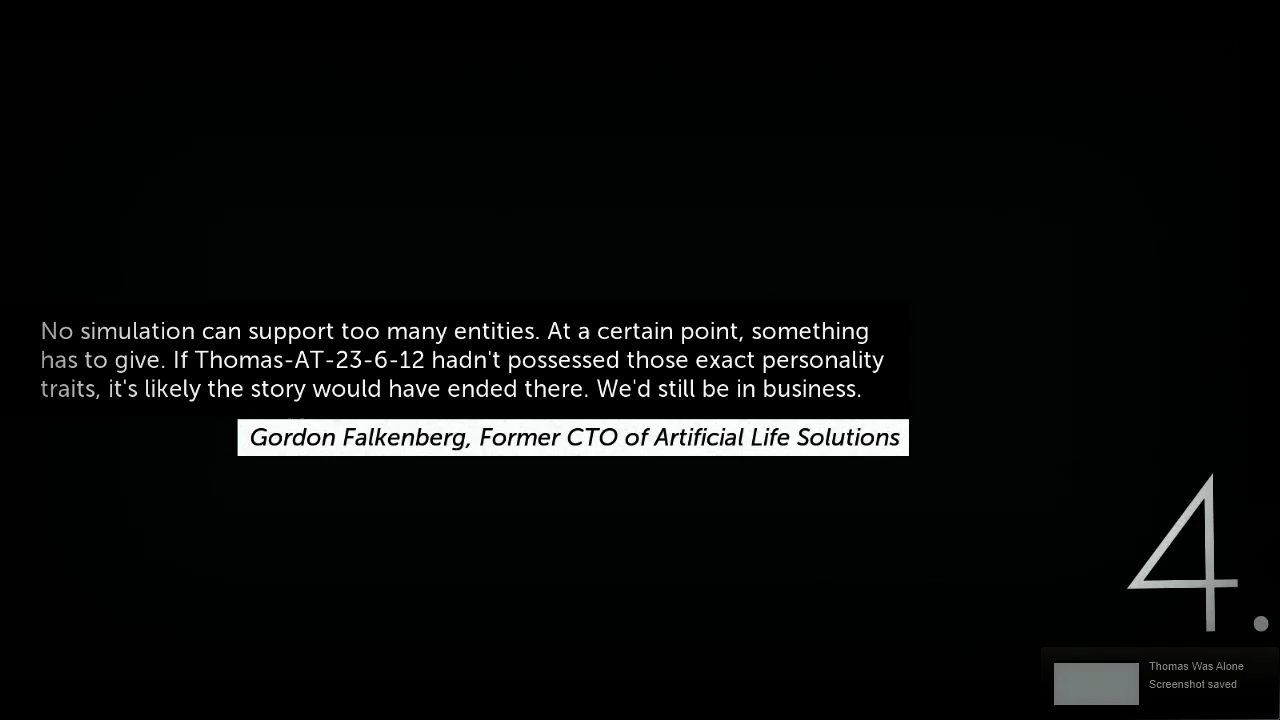 No simulation can support too many entities. At a certain point, something
has to give. If Thomas-AT-23-6-12 hadn't possessed those exact personality
traits, it's likely the story would have ended there. We'd still be in business.
Gordon Falkenberg, Former CTO of Artificial Life Solutions
4.
Thomas Was Alone
Screenshot saved